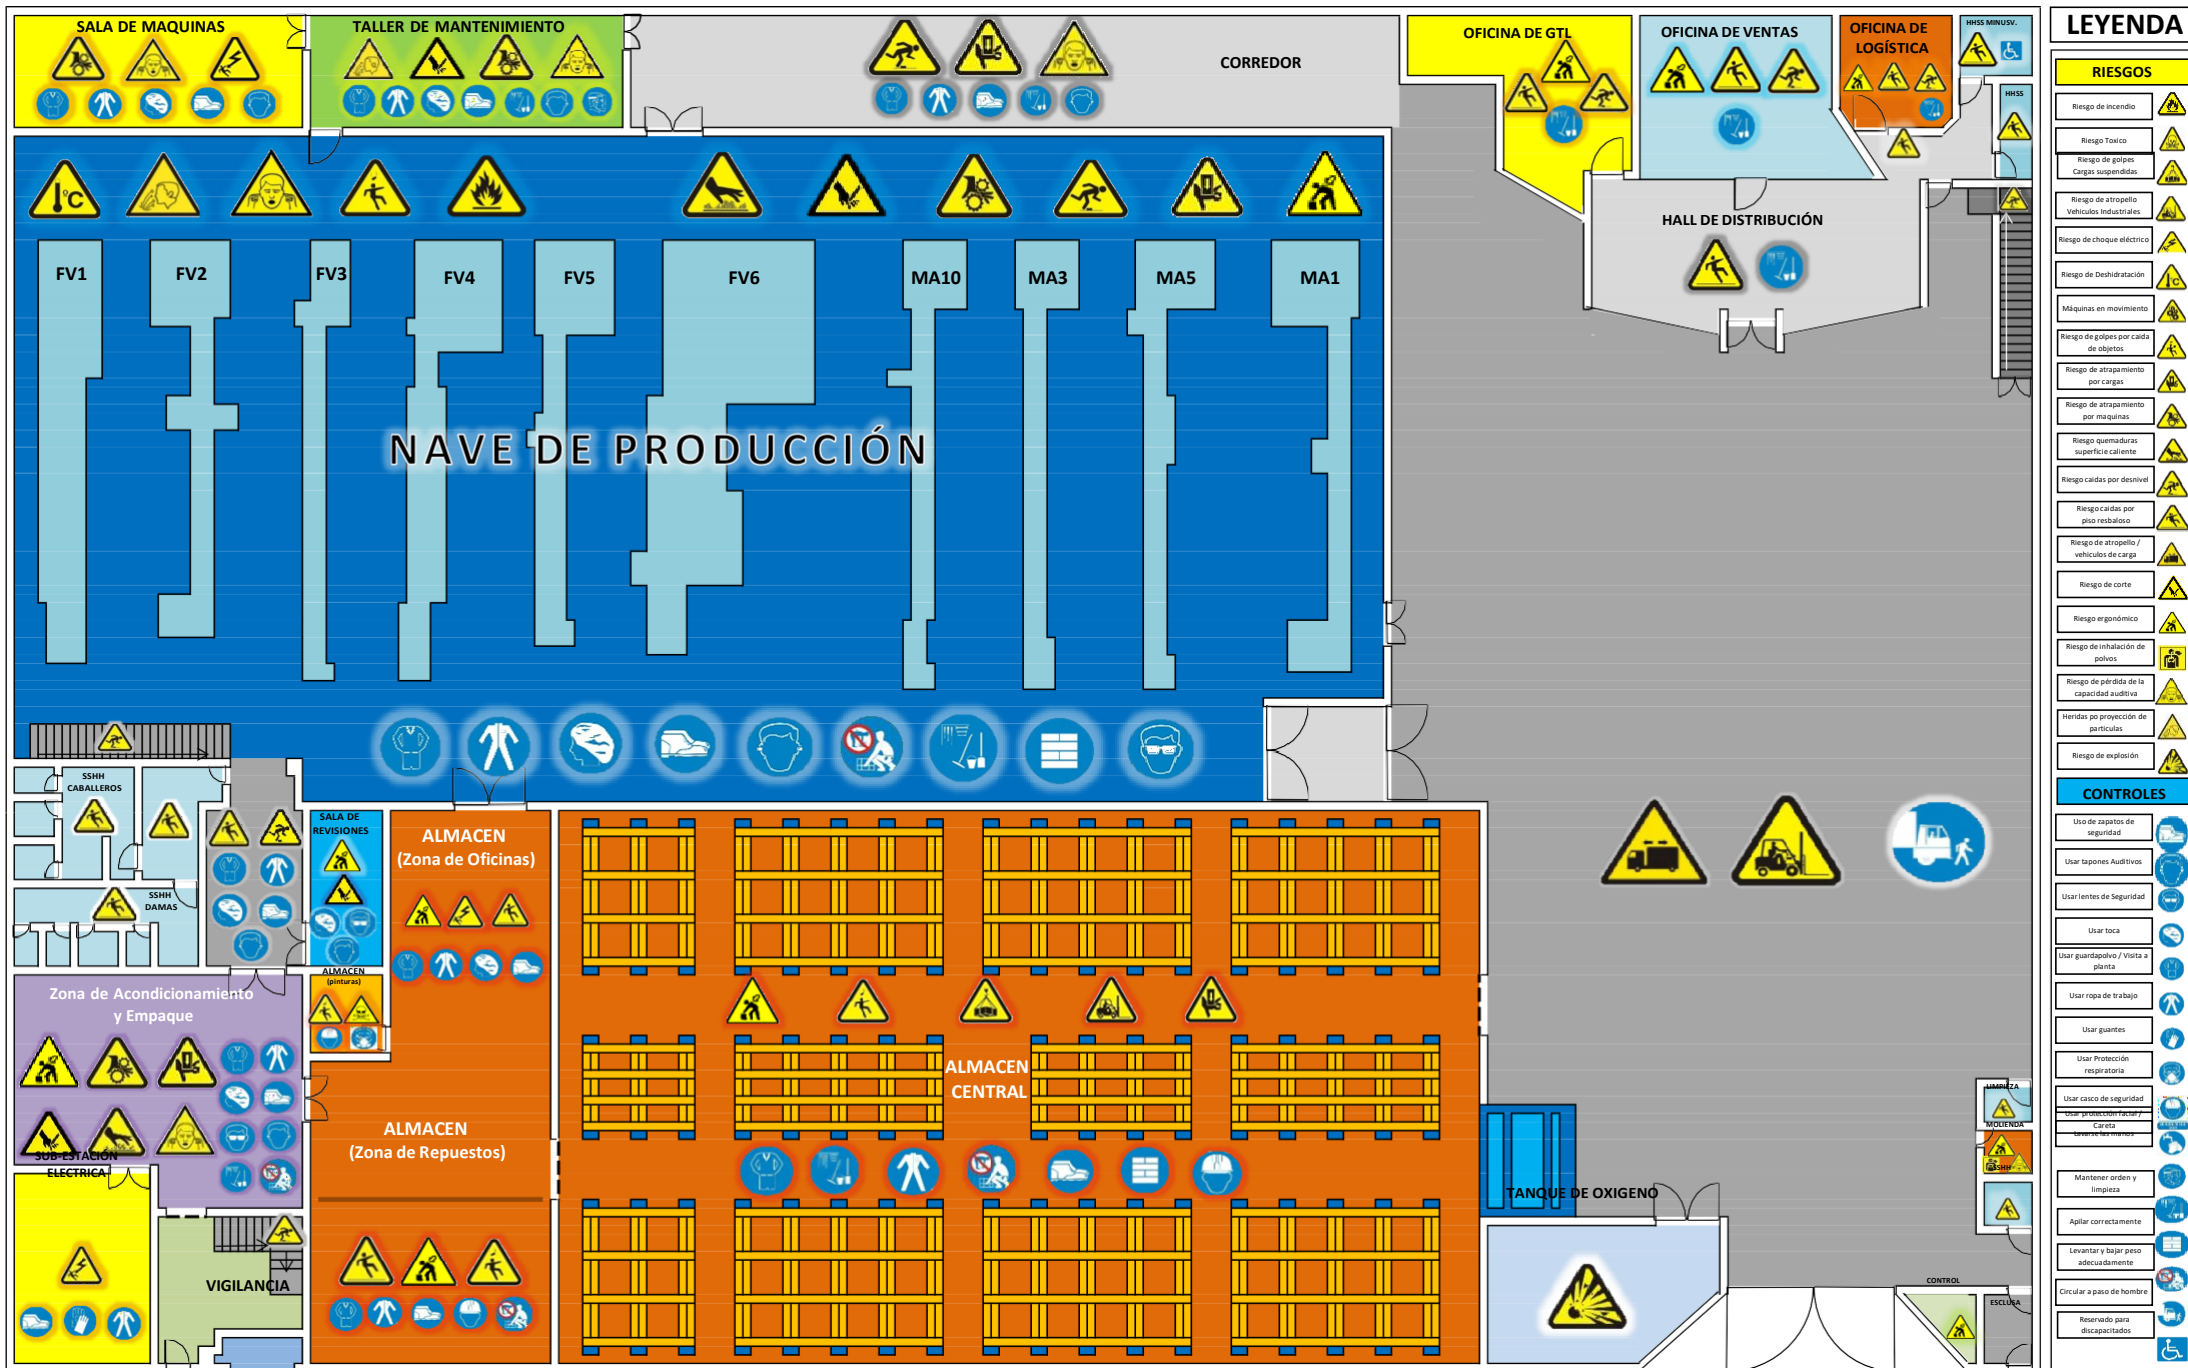 SALA DE MAQUINAS
TALLER DE MANTENIMIENTO
CORREDOR
OFICINA DE GTL
OFICINA DE VENTAS
OFICINA DE
LOGÍSTICA
HHSS MINUSV.
HHSS
HALL DE DISTRIBUCIÓN
°C
FV1
FV2
FV3
FV4
FV5
FV6
MA10
MA3
MA5
MA1
NAVE DE PRODUCCIÓN
SSHH
CABALLEROS
SSHH
DAMAS
SALA DE
REVISIONES
ALMACEN
(Zona de Oficinas)
ALMACEN
(pinturas)
Zona de Acondicionamiento
y Empaque
ALMACEN
CENTRAL
ALMACEN
(Zona de Repuestos)
SUB-ESTACIÓN
ELECTRICA
VIGILANCIA
TANQUE DE OXIGENO
LIMPIEZA
MOLIENDA
SSHH
CONTROL
ESCLUSA
LEYENDA
RIESGOS
Riesgo de incendio
Riesgo Toxico
Riesgo de golpes
Cargas suspendidas
Riesgo de atropello
Vehiculos Industriales
Riesgo de choque eléctrico
Riesgo de Deshidratación
°C
Máquinas en movimiento
Riesgo de golpes por caida
de objetos
Riesgo de atrapamiento
por cargas
Riesgo de atrapamiento
por maquinas
Riesgo quemaduras
superficie caliente
Riesgo caidas por desnivel
Riesgo caidas por
piso resbaloso
Riesgo de atropello /
vehiculos de carga
Riesgo de corte
Riesgo ergonómico
Riesgo de inhalación de
polvos
Riesgo de pérdida de la
capacidad auditiva
Heridas po proyección de
particulas
Riesgo de explosión
CONTROLES
Uso de zapatos de
seguridad
Usar tapones Auditivos
Usar lentes de Seguridad
Usar toca
Usar guardapolvo / Visita a
planta
Usar ropa de trabajo
Usar guantes
Usar Protección
respiratoria
Usar casco de seguridad
Usar protección facial /
Careta
Lavarse las manos
Mantener orden y
limpieza
Apilar correctamente
Levantar y bajar peso
adecuadamente
Circular a paso de hombre
Reservado para
discapacitados